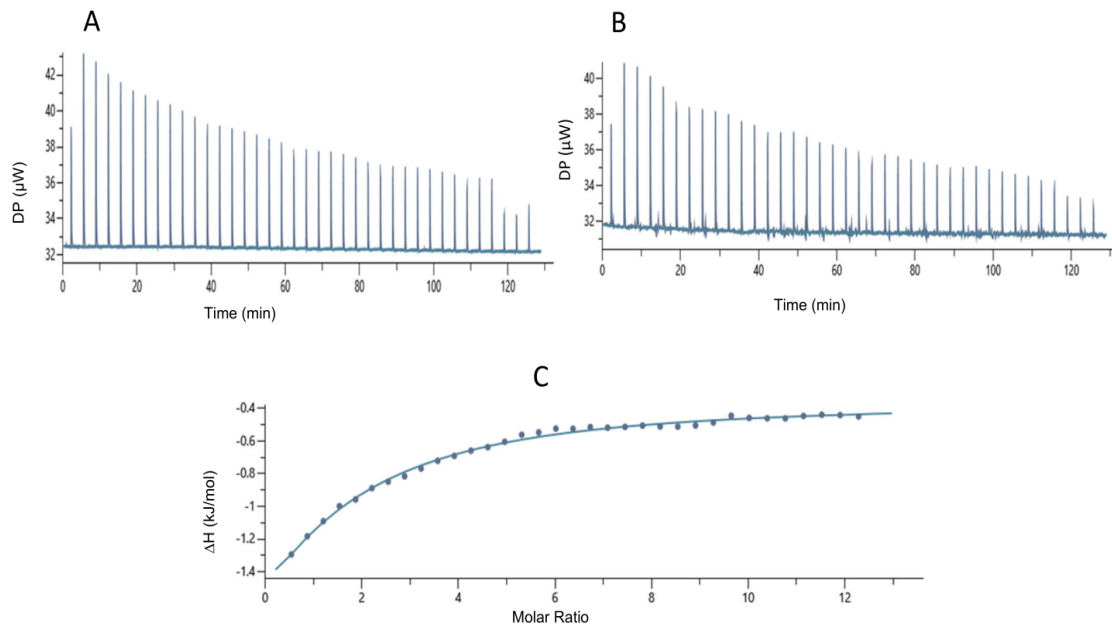 A
B
42
40
38
36
34
32
DP (µW)
0 20 40 60 80 100 120
Time (min)
40
38
36
34
32
DP (µW)
0 20 40 60 80 100 120
Time (min)
C
-0.4
-0.6
-0.8
-1
-1.2
-1.4
ΔH (kJ/mol)
0 2 4 6 8 10 12
Molar Ratio